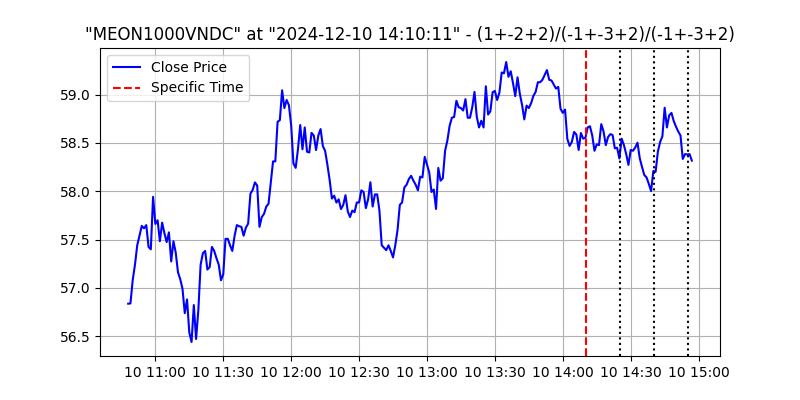 "MEON1000VNDC" at "2024-12-10 14:10:11" - (1+-2+2)/(-1+-3+2)/(-1+-3+2)
Close Price
Specific Time
59.0
58.5
58.0
57.5
57.0
56.5
10 11:00 10 11:30 10 12:00 10 12:30 10 13:00 10 13:30 10 14:00 10 14:30 10 15:00